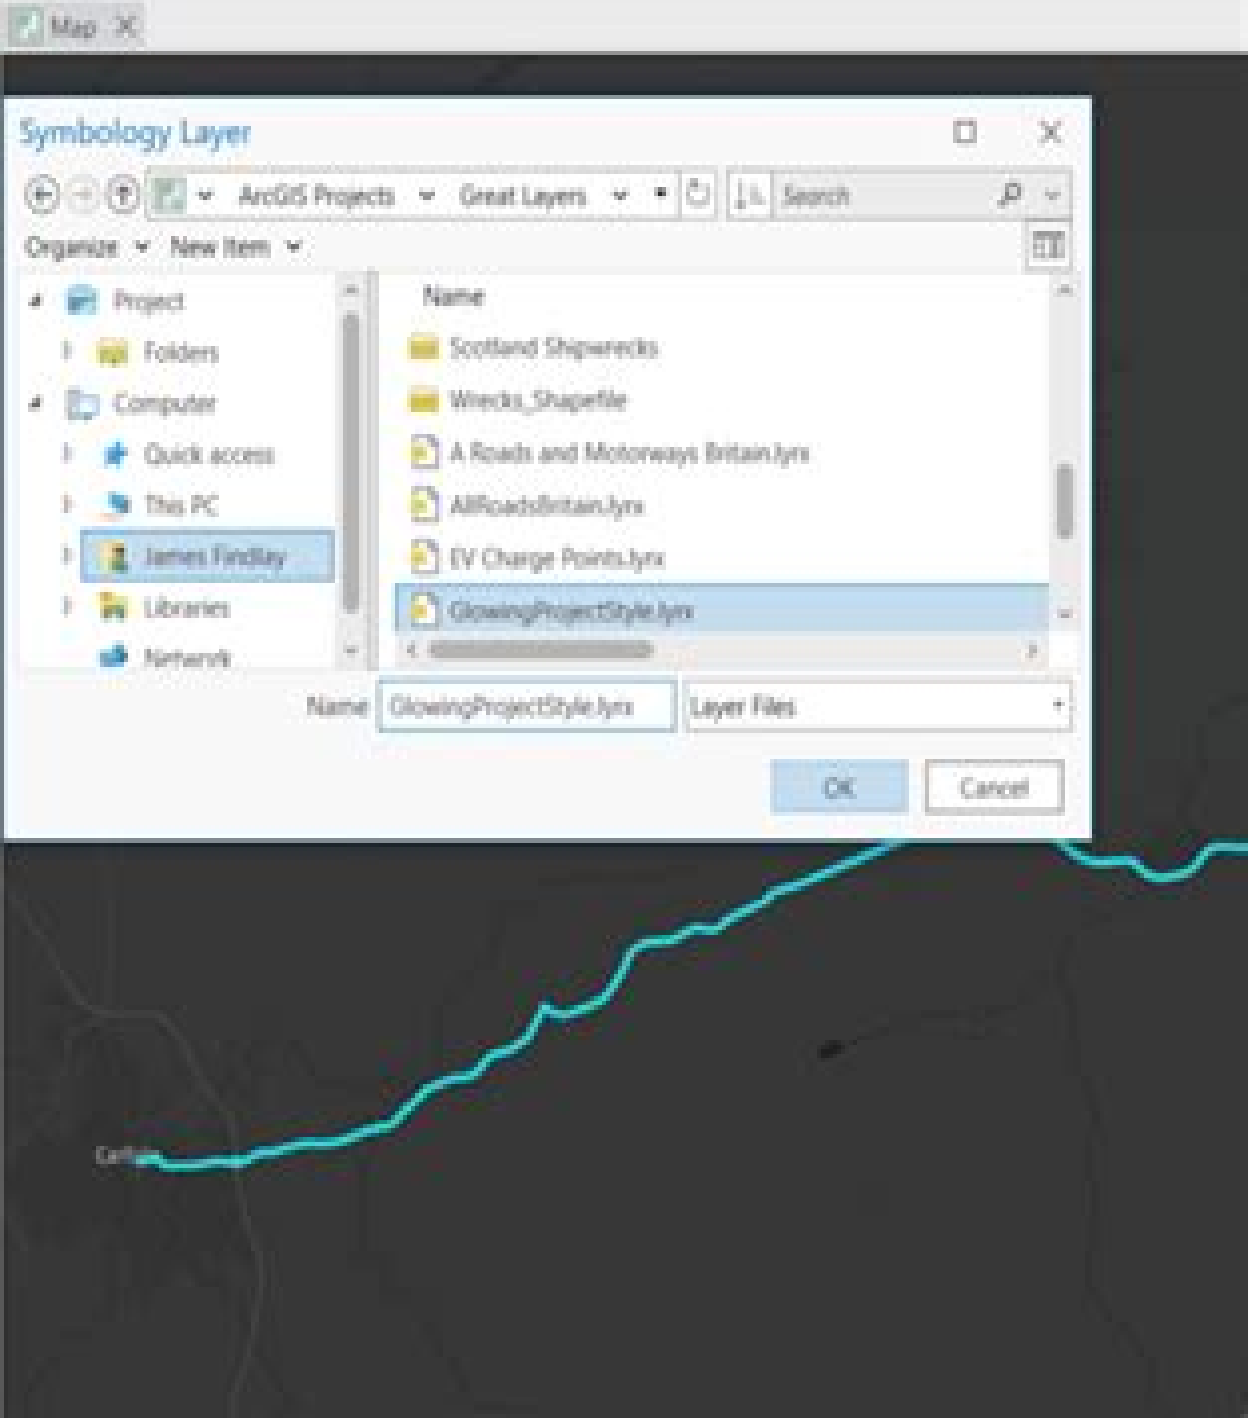 Map
Symbology Layer
ArcGIS Projects Great Layers Search
Organize New Item
Project
Folders
Computer
Quick access
This PC
James Findlay
Libraries
Network
Name
Scotland Shipwrecks
Wrecks_Shapefile
A Roads and Motorways Britain.lyrx
AllRoadsBritain.lyrx
EV Charge Points.lyrx
GlowingProjectStyle.lyrx
Name GlowingProjectStyle.lyrx Layer Files
OK Cancel